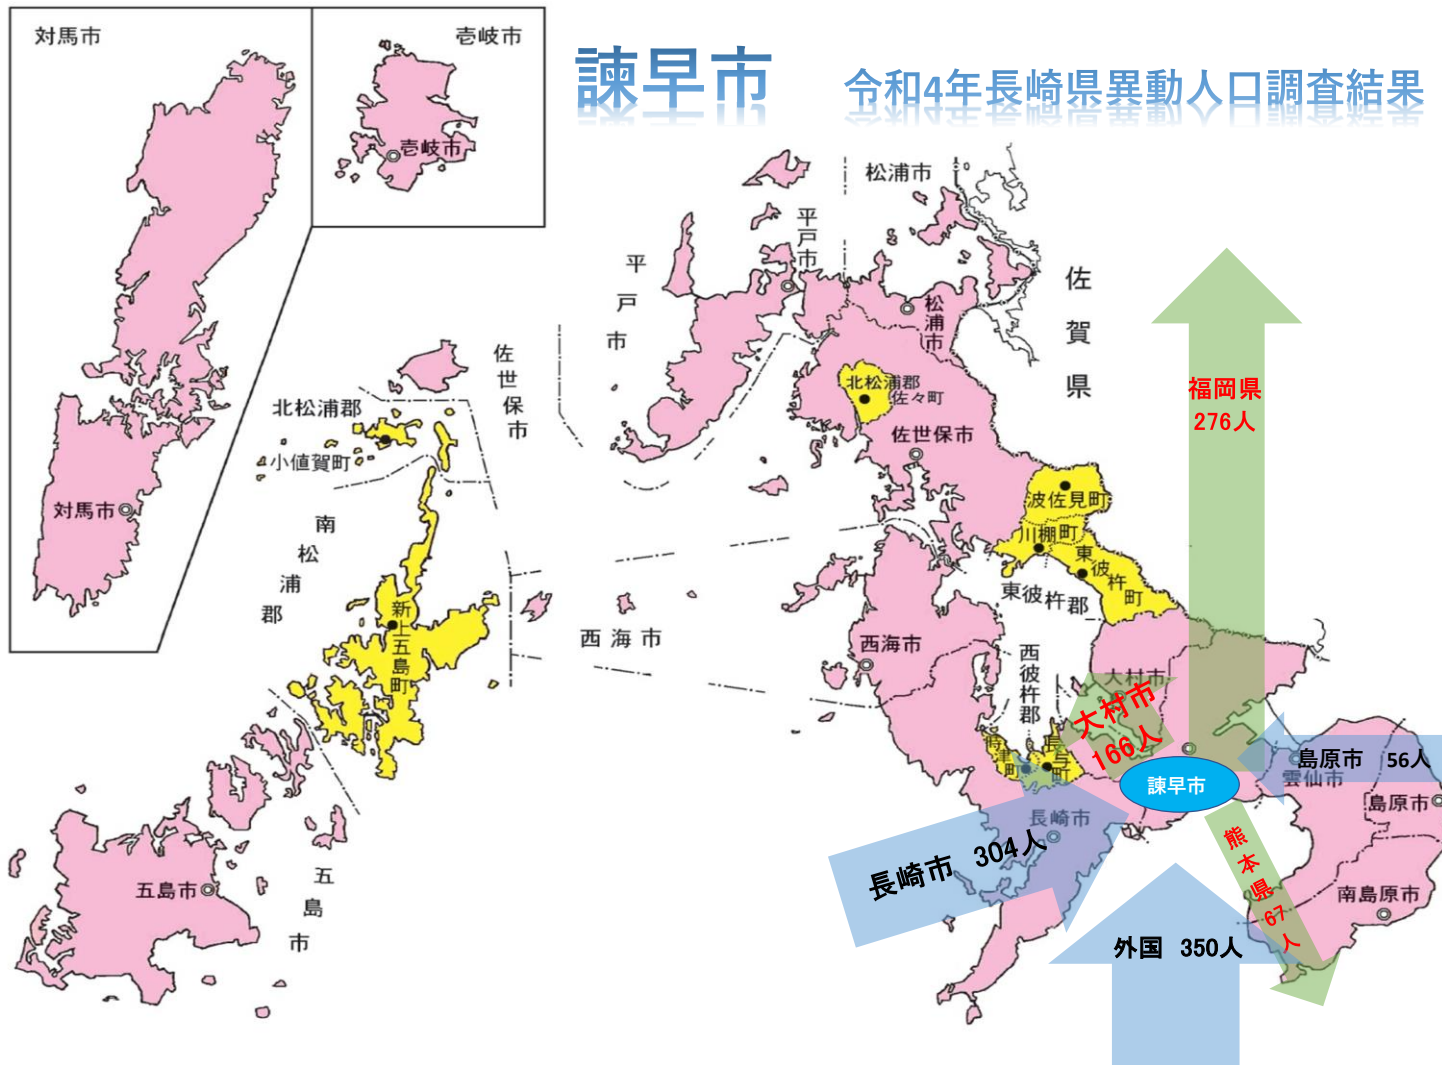 諫早市 令和4年長崎県異動人口調査結果
対馬市
壱岐市
壱岐市
対馬市
松浦市
平戸市
平戸市
佐賀県
松浦市
佐世保市
北松浦郡
小値賀町
北松浦郡
佐々町
佐世保市
福岡県
276人
波佐見町
川棚町
東彼杵町
東彼杵郡
南松浦郡
新上五島町
西海市
西海市
西彼杵郡
大村市
大村市
166人
時津町
長与町
諫早市
島原市 56人
雲仙市
島原市
長崎市
長崎市 304人
熊本県67人
南島原市
外国 350人
五島市
五島市